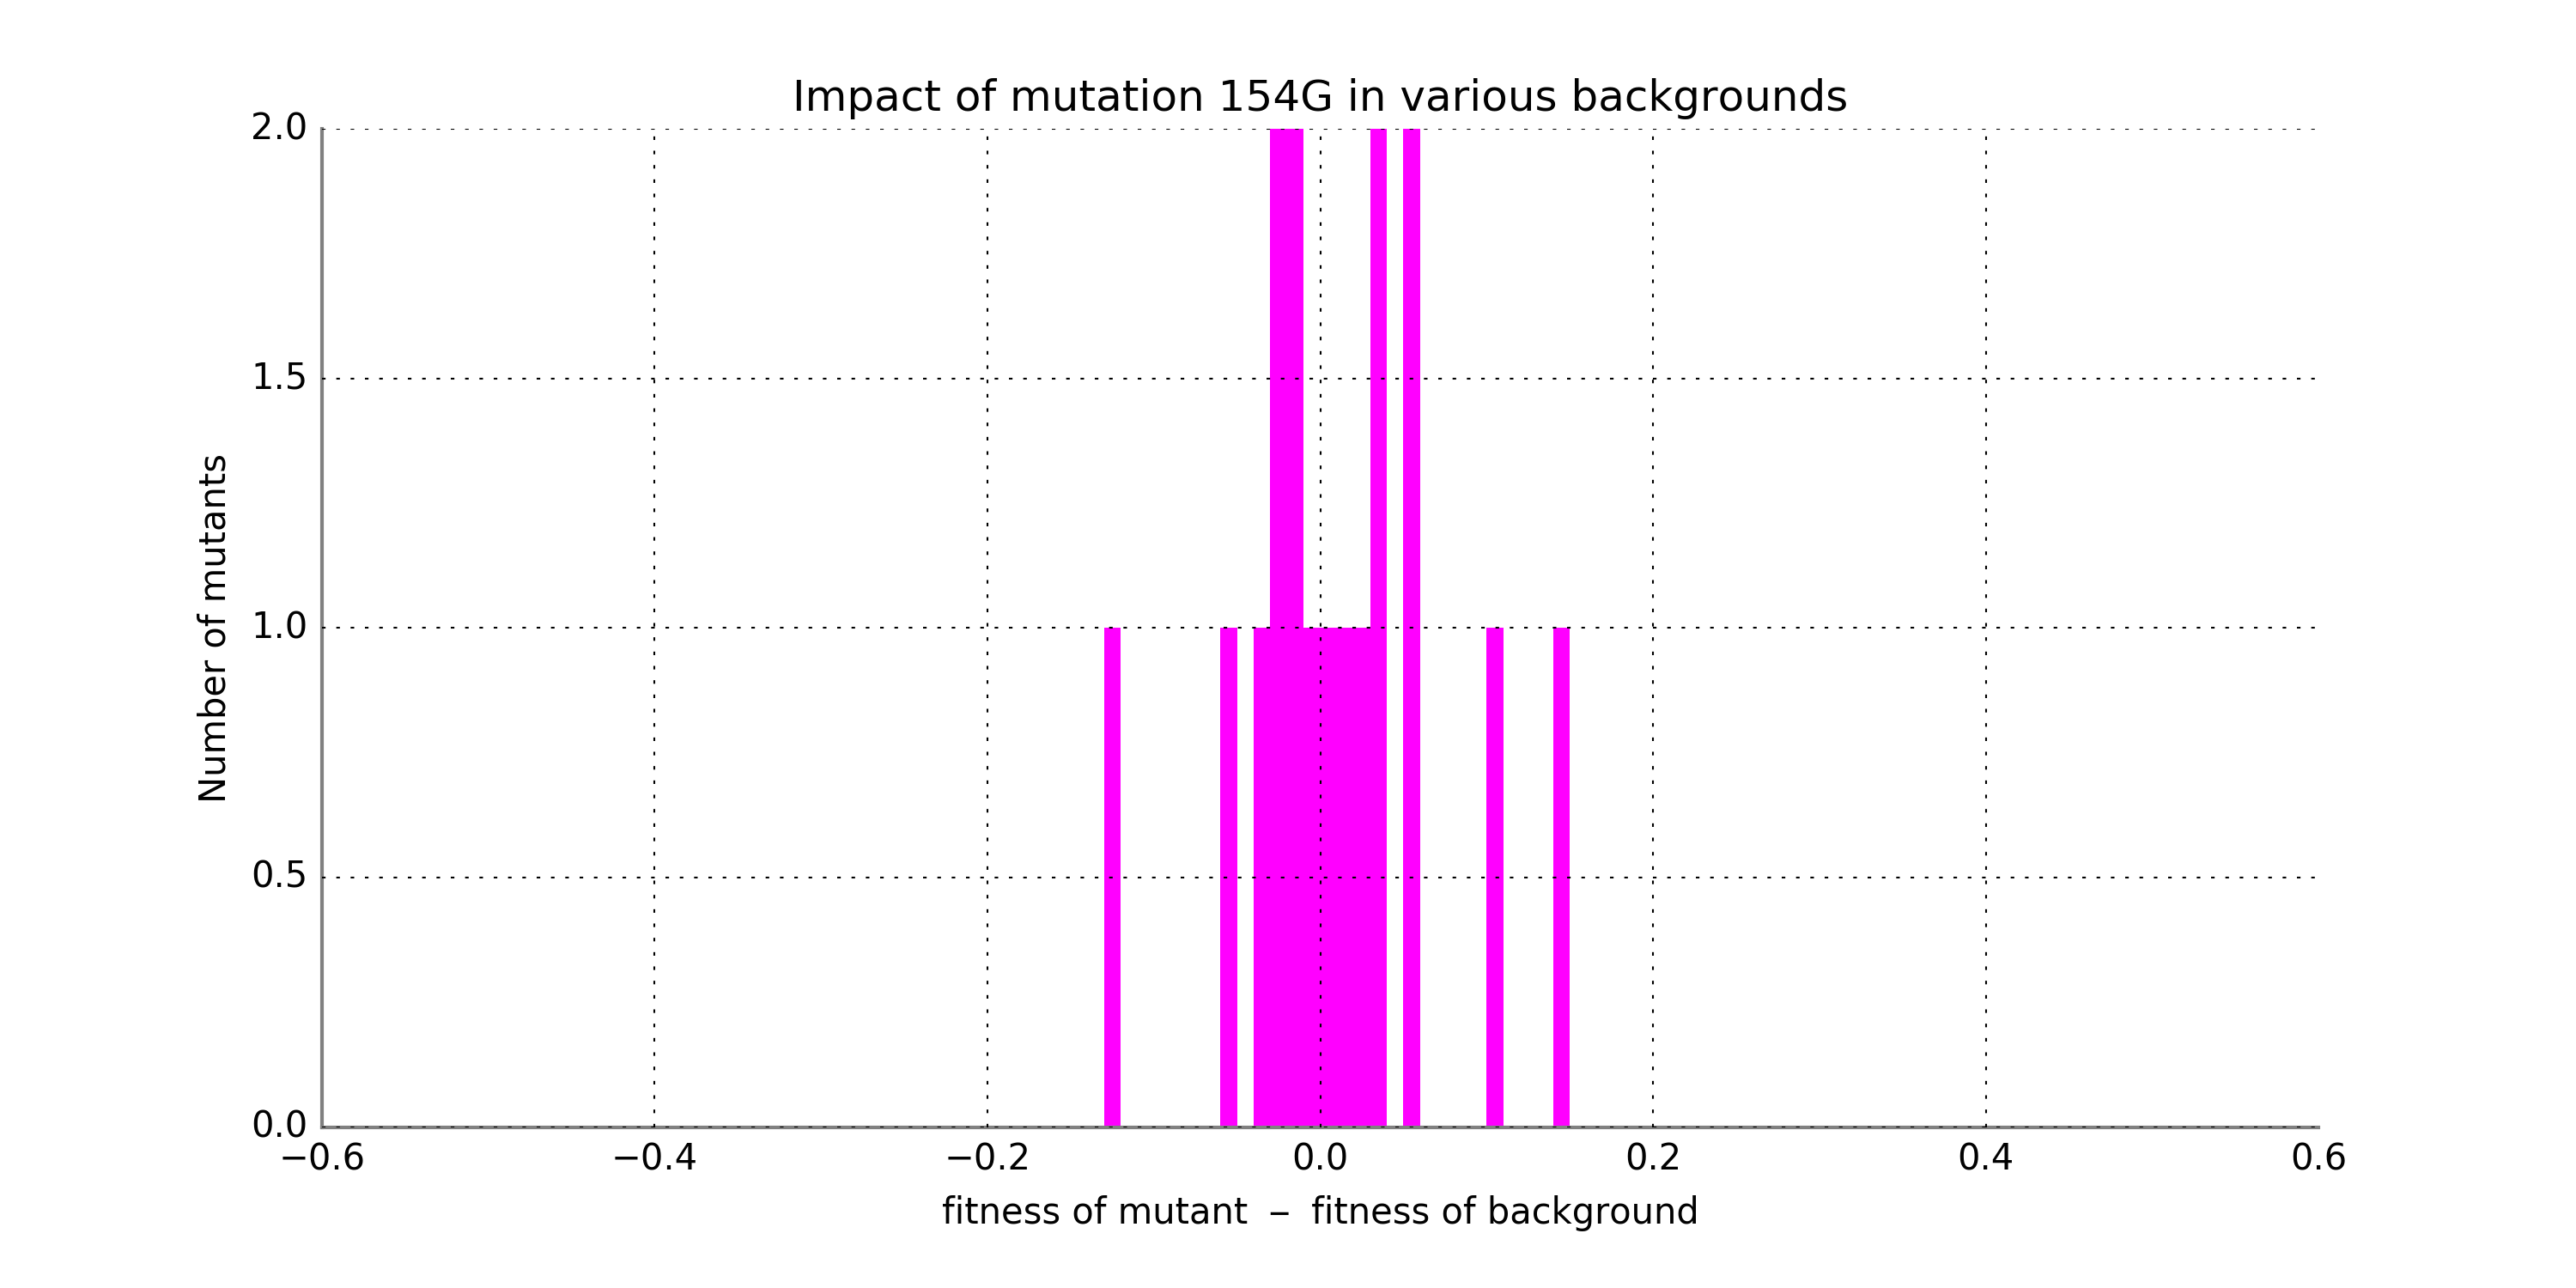 Impact of mutation 154G in various backgrounds
2.0
1.5
1.0
0.5
0.0
Number of mutants
−0.6 −0.4 −0.2 0.0 0.2 0.4 0.6
fitness of mutant − fitness of background